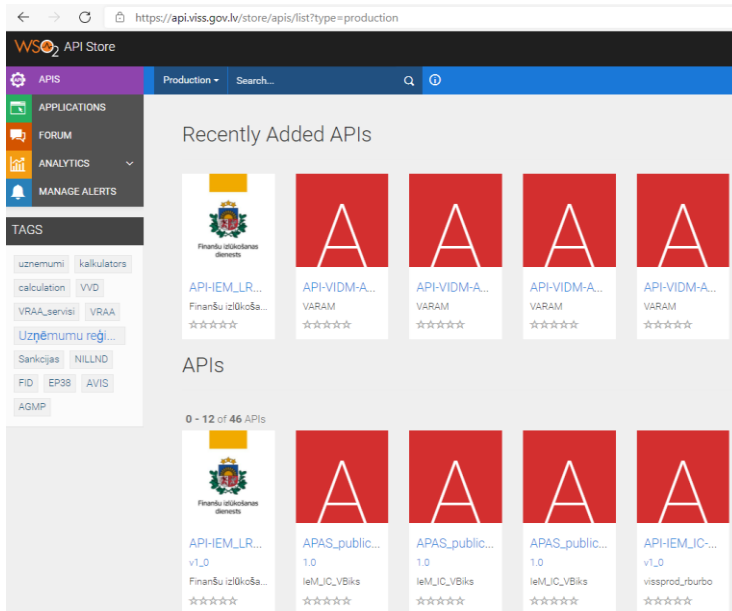 https://api.viss.gov.lv/store/apis/list?type=production
WSO2 API Store
APIS
Production
Search...
APPLICATIONS
FORUM
ANALYTICS
MANAGE ALERTS
TAGS
uznemumi kalkulators
calculation VVD
VRAA_servisi VRAA
Uzņēmumu reģi...
Sankcijas NILLND
FID EP38 AVIS
AGMP
Recently Added APIs
Finanšu izlūkošanas
dienests
A A A A
API-IEM_LR... API-VIDM-A... API-VIDM-A... API-VIDM-A... API-VIDM-A...
Finanšu izlūkoša... VARAM VARAM VARAM VARAM
APIs
0 - 12 of 46 APIs
Finanšu izlūkošanas
dienests
A A A A
API-IEM_LR... APAS_public... APAS_public... APAS_public... API-IEM_IC-...
v1_0 1.0 1.0 1.0 v1_0
Finanšu izlūkoša... IeM_IC_VBiks IeM_IC_VBiks IeM_IC_VBiks vissprod_rburbo